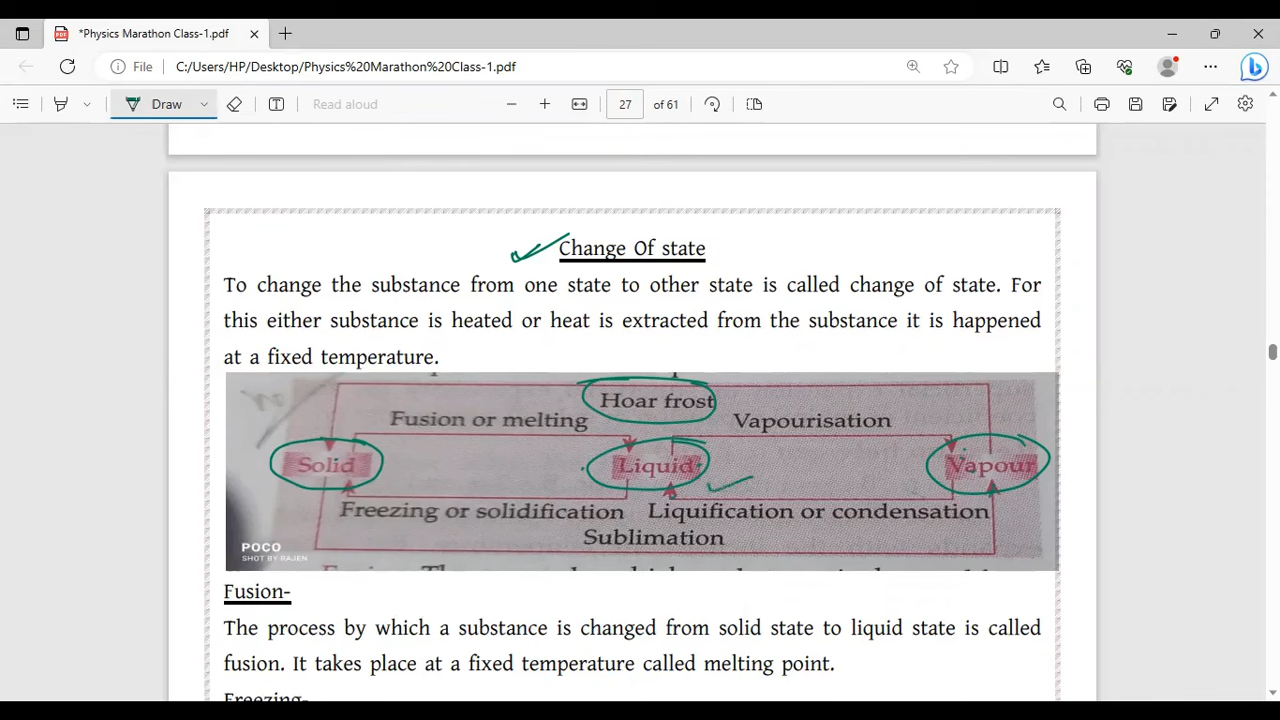 *Physics Marathon Class-1.pdf
File C:/Users/HP/Desktop/Physics%20Marathon%20Class-1.pdf
Draw Read aloud 27 of 61
Change Of state
To change the substance from one state to other state is called change of state. For
this either substance is heated or heat is extracted from the substance it is happened
at a fixed temperature.
Hoar frost
Fusion or melting Vapourisation
Solid Liquid Vapour
Freezing or solidification Liquification or condensation
Sublimation
POCO
SHOT BY RAJEN
Fusion-
The process by which a substance is changed from solid state to liquid state is called
fusion. It takes place at a fixed temperature called melting point.
Freezing-